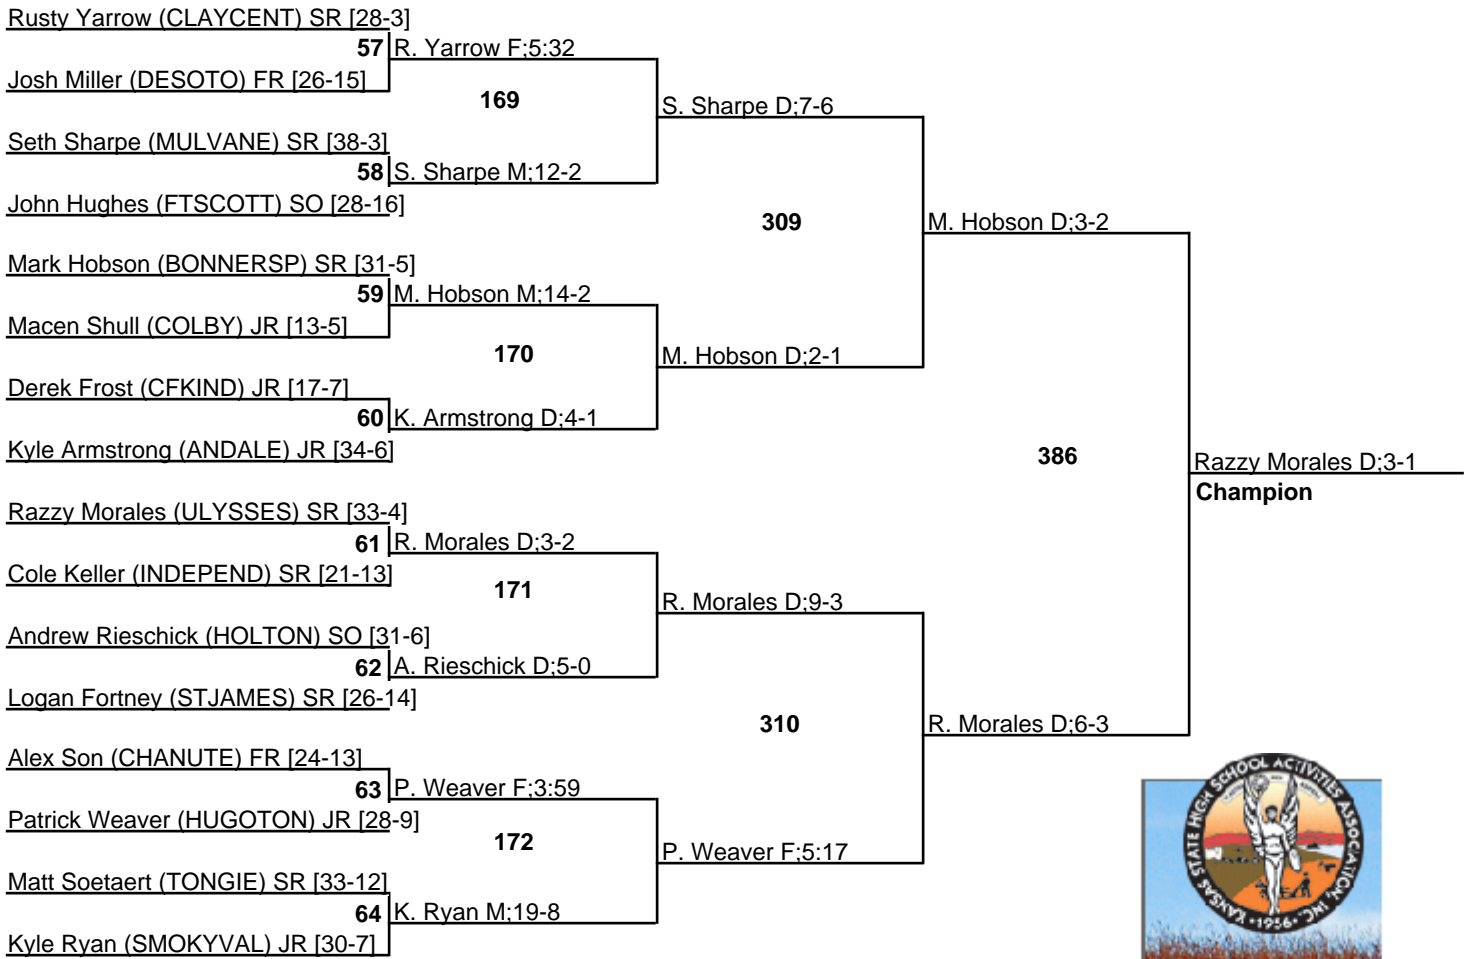 Rusty Yarrow (CLAYCENT) SR [28-3]
57 R. Yarrow F;5:32
Josh Miller (DESOTO) FR [26-15]
169
S. Sharpe D;7-6
Seth Sharpe (MULVANE) SR [38-3]
58 S. Sharpe M;12-2
John Hughes (FTSCOTT) SO [28-16]
309
M. Hobson D;3-2
Mark Hobson (BONNERSP) SR [31-5]
59 M. Hobson M;14-2
Macen Shull (COLBY) JR [13-5]
170
M. Hobson D;2-1
Derek Frost (CFKIND) JR [17-7]
60 K. Armstrong D;4-1
Kyle Armstrong (ANDALE) JR [34-6]
386
Razzy Morales D;3-1
Champion
Razzy Morales (ULYSSES) SR [33-4]
61 R. Morales D;3-2
Cole Keller (INDEPEND) SR [21-13]
171
R. Morales D;9-3
Andrew Rieschick (HOLTON) SO [31-6]
62 A. Rieschick D;5-0
Logan Fortney (STJAMES) SR [26-14]
310
R. Morales D;6-3
Alex Son (CHANUTE) FR [24-13]
63 P. Weaver F;3:59
Patrick Weaver (HUGOTON) JR [28-9]
172
P. Weaver F;5:17
Matt Soetaert (TONGIE) SR [33-12]
64 K. Ryan M;19-8
Kyle Ryan (SMOKYVAL) JR [30-7]
KANSAS STATE HIGH SCHOOL ACTIVITIES ASSOCIATION, INC.
•1956•